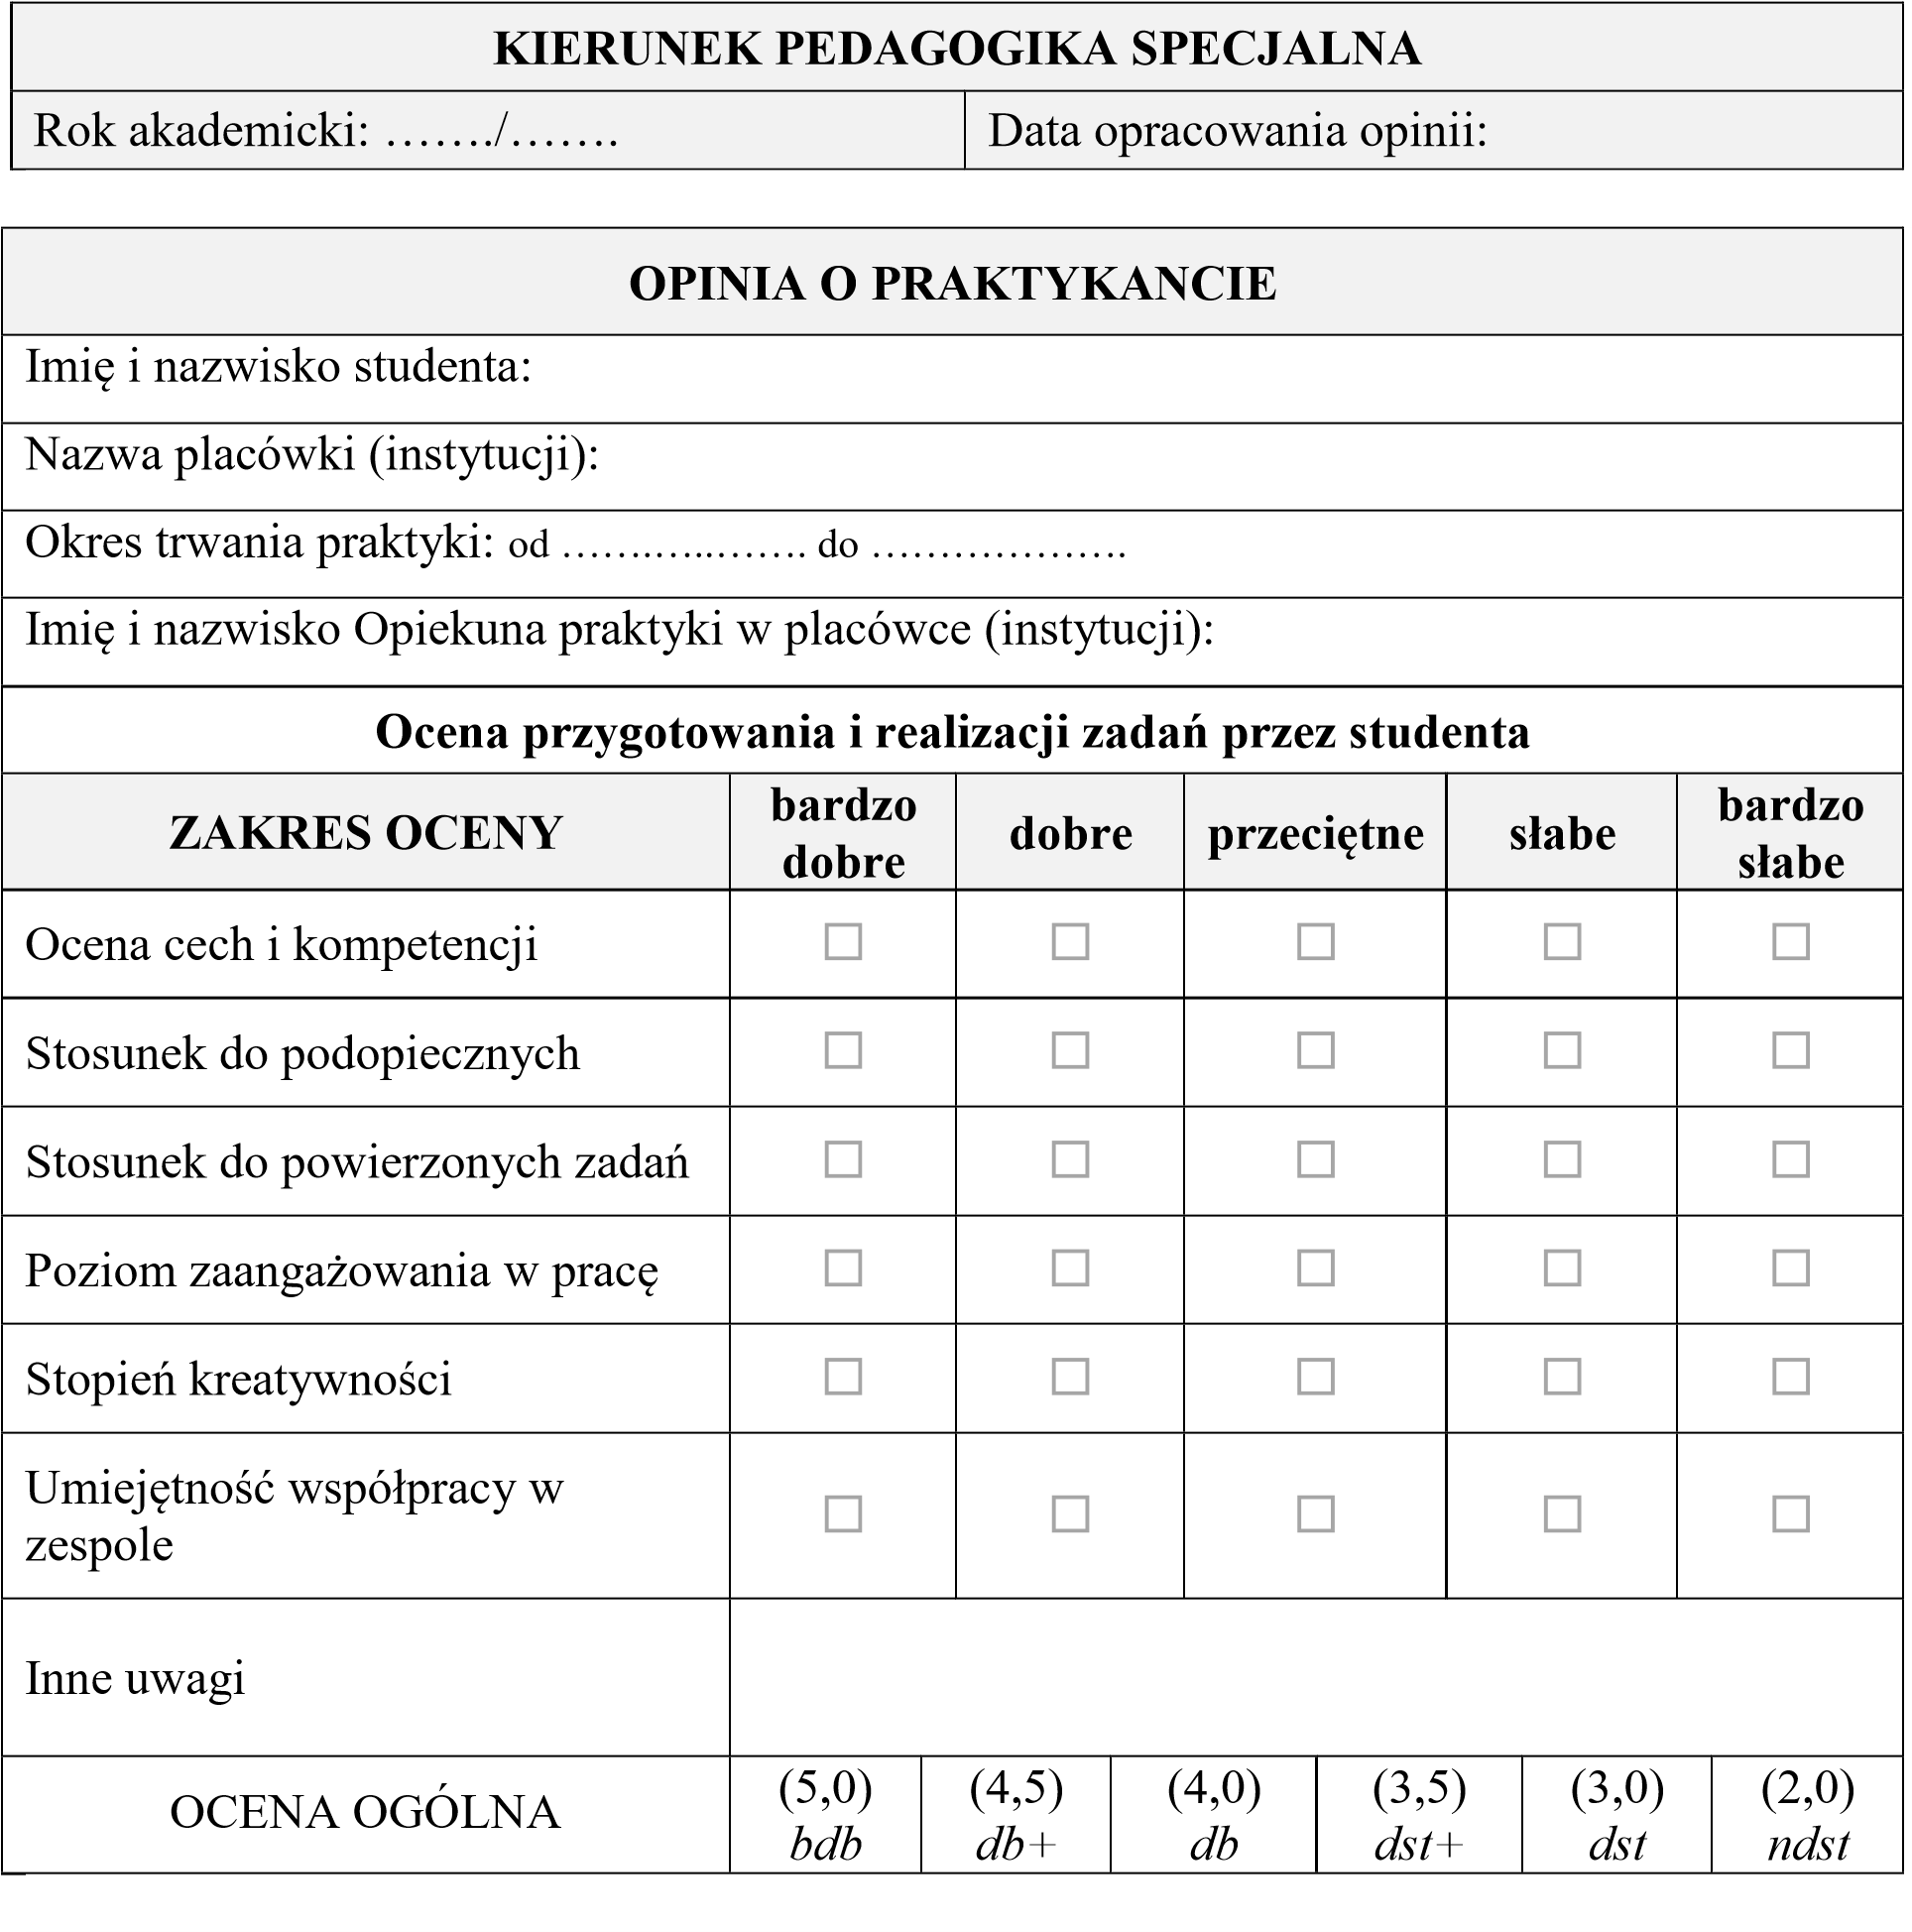 KIERUNEK PEDAGOGIKA SPECJALNA
Rok akademicki: ……./……. Data opracowania opinii:
OPINIA O PRAKTYKANCIE
Imię i nazwisko studenta:
Nazwa placówki (instytucji):
Okres trwania praktyki: od …….…..……. do ……………….
Imię i nazwisko Opiekuna praktyki w placówce (instytucji):
Ocena przygotowania i realizacji zadań przez studenta
ZAKRES OCENY bardzo dobre dobre przeciętne słabe bardzo słabe
Ocena cech i kompetencji ☐ ☐ ☐ ☐ ☐
Stosunek do podopiecznych ☐ ☐ ☐ ☐ ☐
Stosunek do powierzonych zadań ☐ ☐ ☐ ☐ ☐
Poziom zaangażowania w pracę ☐ ☐ ☐ ☐ ☐
Stopień kreatywności ☐ ☐ ☐ ☐ ☐
Umiejętność współpracy w
zespole ☐ ☐ ☐ ☐ ☐
Inne uwagi
OCENA OGÓLNA (5,0) (4,5) (4,0) (3,5) (3,0) (2,0)
bdb db+ db dst+ dst ndst